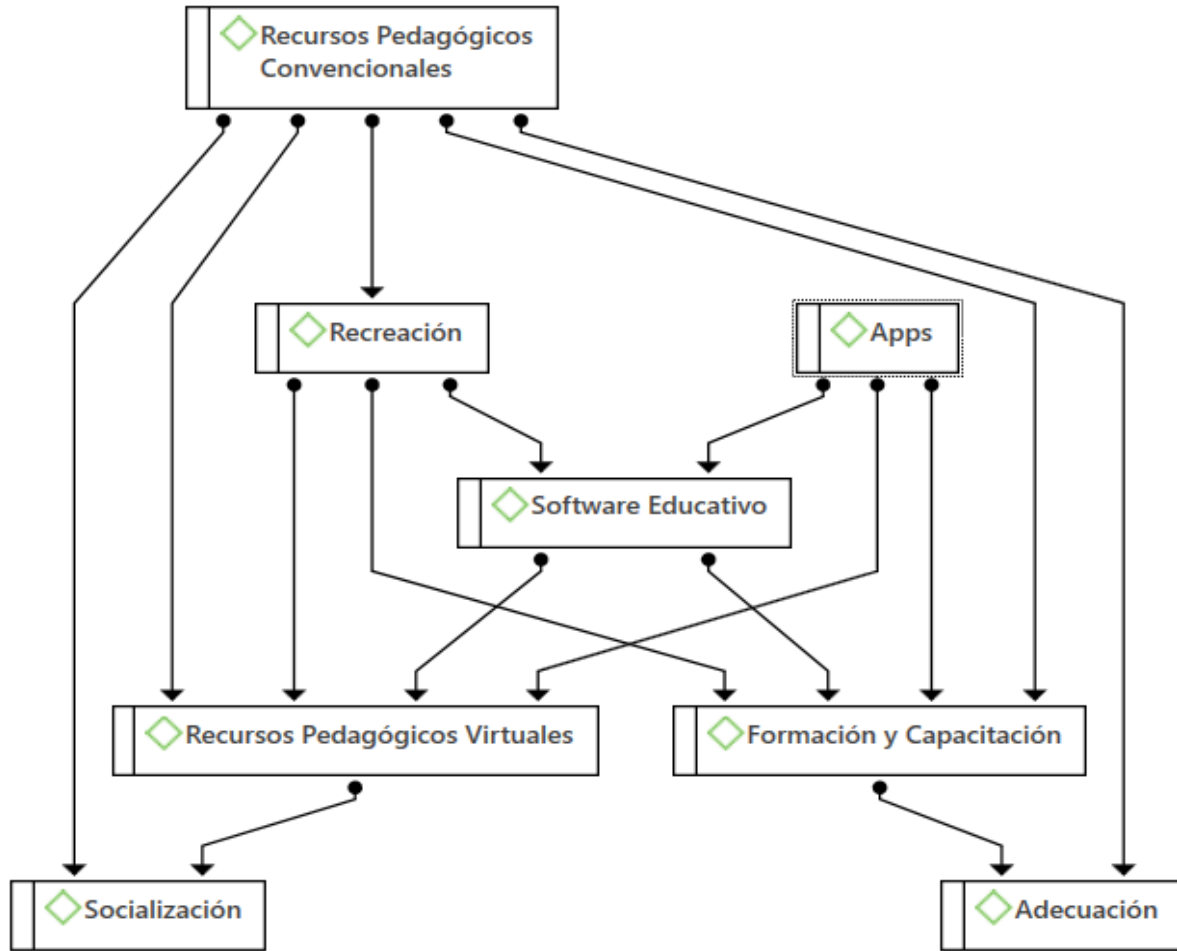 Recursos Pedagógicos
Convencionales
Recreación
Apps
Software Educativo
Recursos Pedagógicos Virtuales
Formación y Capacitación
Socialización
Adecuación